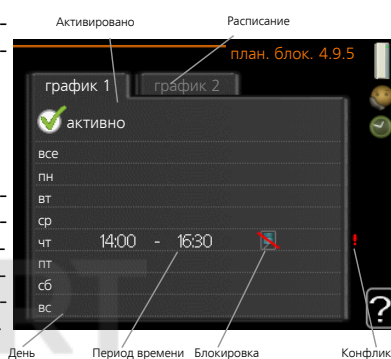 Активировано Расписание
план. блок. 4.9.5
график 1 график 2
активно
все
пн
вт
ср
чт 14:00 - 16:30 !
пт
сб
вс
?
День Период времени Блокировка Конфлик